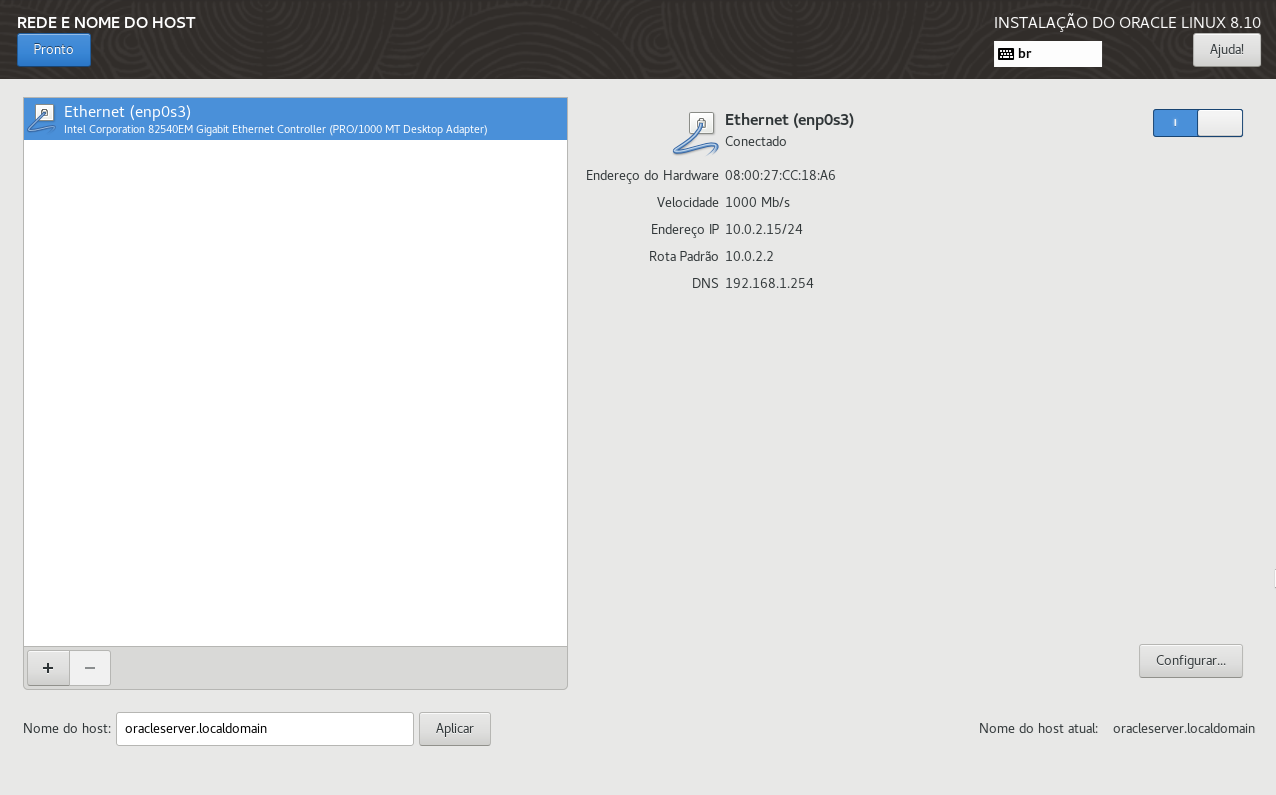 REDE E NOME DO HOST
INSTALAÇÃO DO ORACLE LINUX 8.10
Pronto
br
Ajuda!
Ethernet (enp0s3)
Intel Corporation 82540EM Gigabit Ethernet Controller (PRO/1000 MT Desktop Adapter)
Ethernet (enp0s3)
Conectado
Endereço do Hardware 08:00:27:CC:18:A6
Velocidade 1000 Mb/s
Endereço IP 10.0.2.15/24
Rota Padrão 10.0.2.2
DNS 192.168.1.254
Configurar...
Nome do host: oracleserver.localdomain Aplicar
Nome do host atual: oracleserver.localdomain